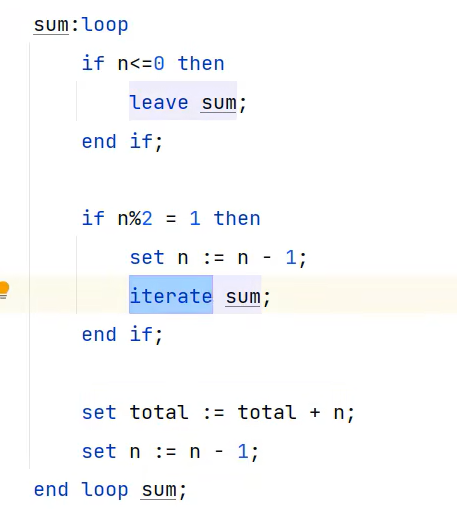 sum:loop
if n<=0 then
leave sum;
end if;
if n%2 = 1 then
set n := n - 1;
iterate sum;
end if;
set total := total + n;
set n := n - 1;
end loop sum;